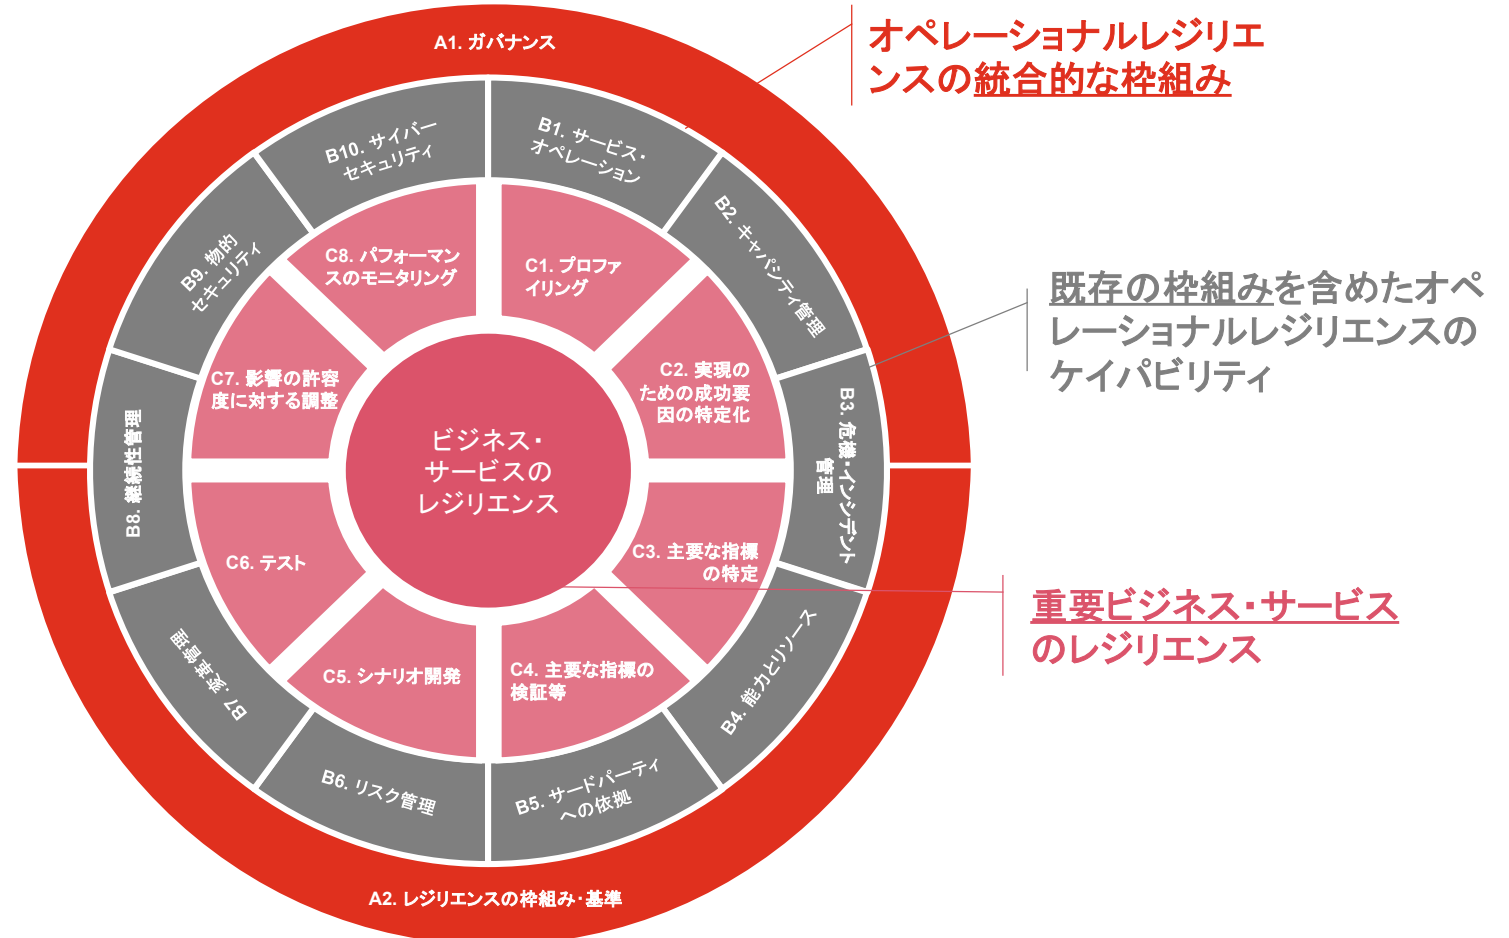 A1. ガバナンス
オペレーショナルレジリエ
ンスの統合的な枠組み
B1. サービス・
オペレーション
B2. キャパシティ管理
B3. 危機・インシデント
管理
B4. 能力とリソース
B5. サードパーティ
への依拠
B6. リスク管理
B7. 変革管理
B8. 継続性管理
B9. 物的
セキュリティ
B10. サイバー
セキュリティ
既存の枠組みを含めたオペ
レーショナルレジリエンスの
ケイパビリティ
C1. プロファ
イリング
C2. 実現の
ための成功要
因の特定化
C3. 主要な指標
の特定
C4. 主要な指標の
検証等
C5. シナリオ開発
C6. テスト
C7. 影響の許容
度に対する調整
C8. パフォーマン
スのモニタリング
ビジネス・
サービスの
レジリエンス
重要ビジネス・サービス
のレジリエンス
A2. レジリエンスの枠組み・基準